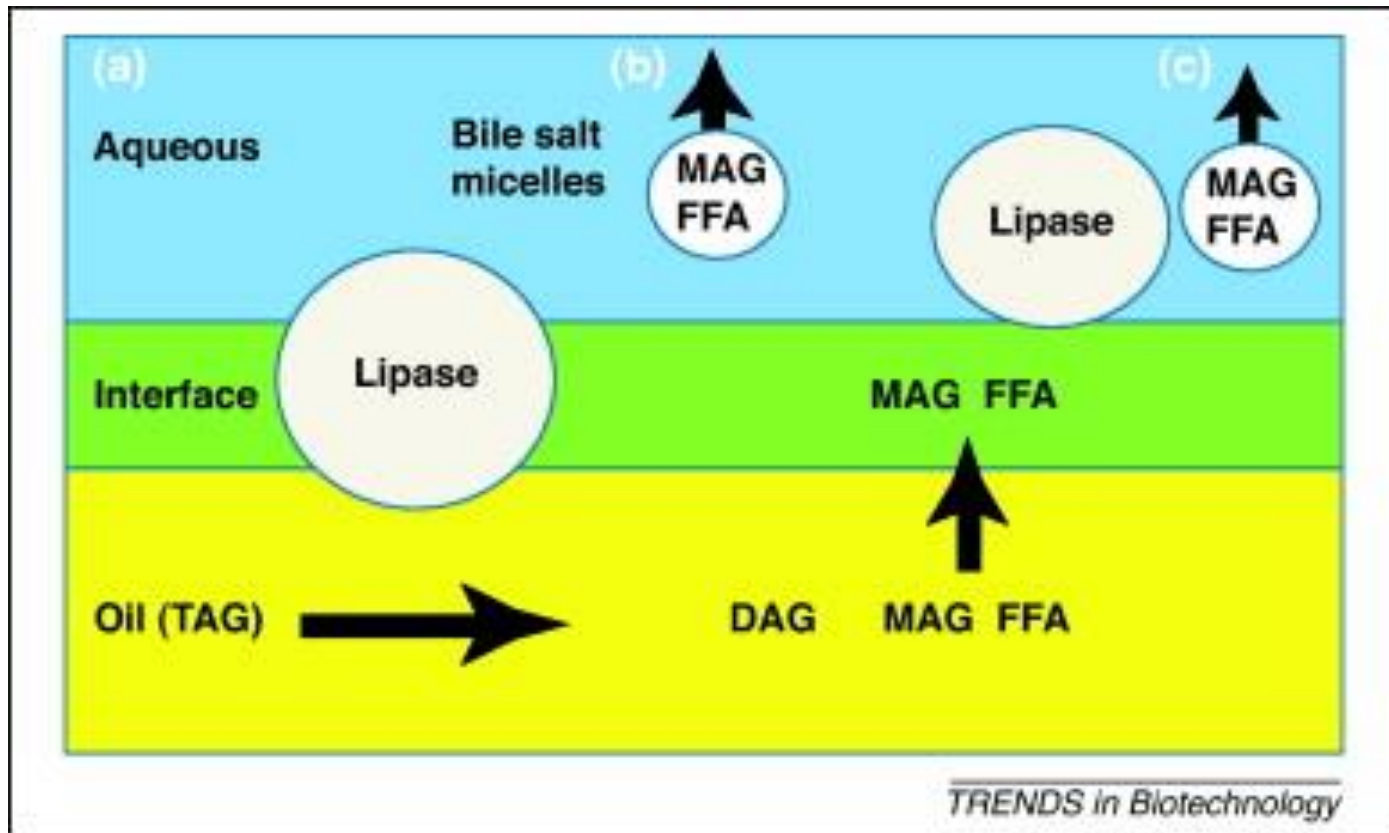 (a)
(b)
(c)
Aqueous
Bile salt
micelles
MAG
FFA
Lipase
MAG
FFA
Interface
Lipase
MAG FFA
Oil (TAG)
DAG
MAG FFA
TRENDS in Biotechnology